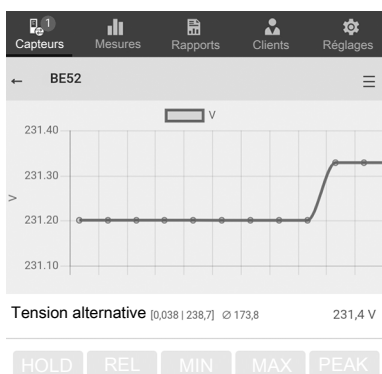 1
Capteurs Mesures Rapports Clients Réglages
← BE52
V
231.40
231.30
V
231.20
231.10
Tension alternative [0,038 | 238,7] ∅ 173,8 231,4 V
HOLD REL MIN MAX PEAK